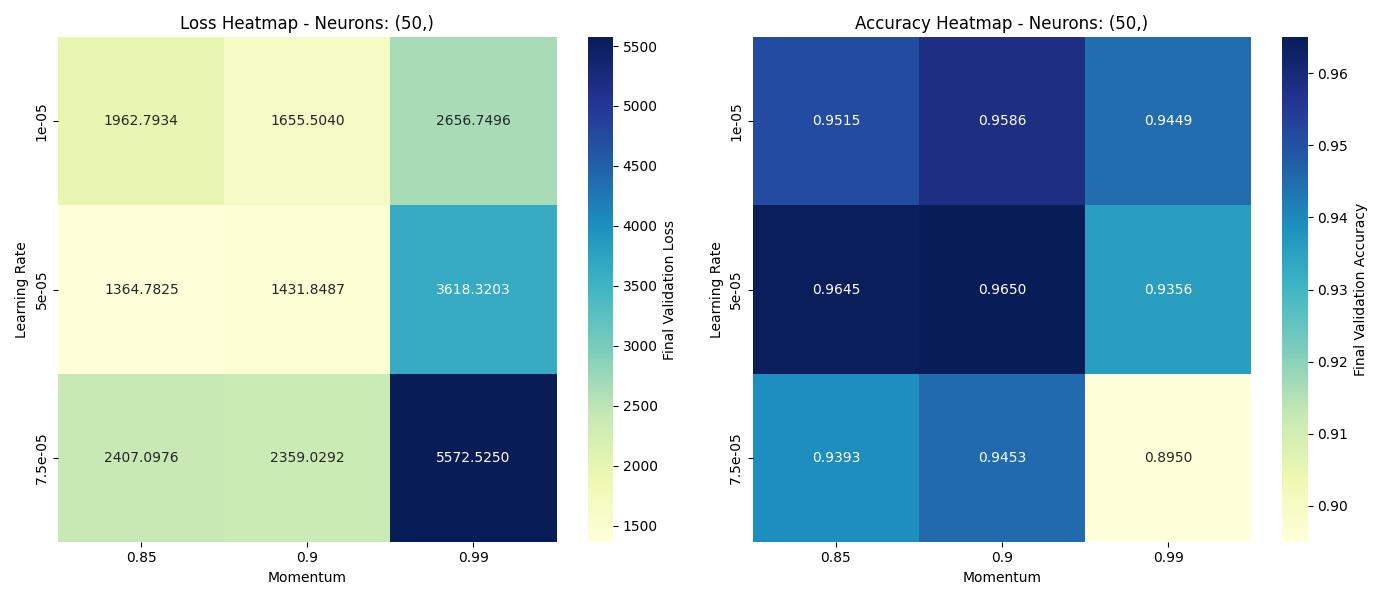 Loss Heatmap - Neurons: (50,)
Learning Rate
1e-05
5e-05
7.5e-05
1962.7934 1655.5040 2656.7496
1364.7825 1431.8487 3618.3203
2407.0976 2359.0292 5572.5250
0.85 0.9 0.99
Momentum
5500
5000
4500
4000
3500
3000
2500
2000
1500
Final Validation Loss
Accuracy Heatmap - Neurons: (50,)
Learning Rate
1e-05
5e-05
7.5e-05
0.9515 0.9586 0.9449
0.9645 0.9650 0.9356
0.9393 0.9453 0.8950
0.85 0.9 0.99
Momentum
0.96
0.95
0.94
0.93
0.92
0.91
0.90
Final Validation Accuracy